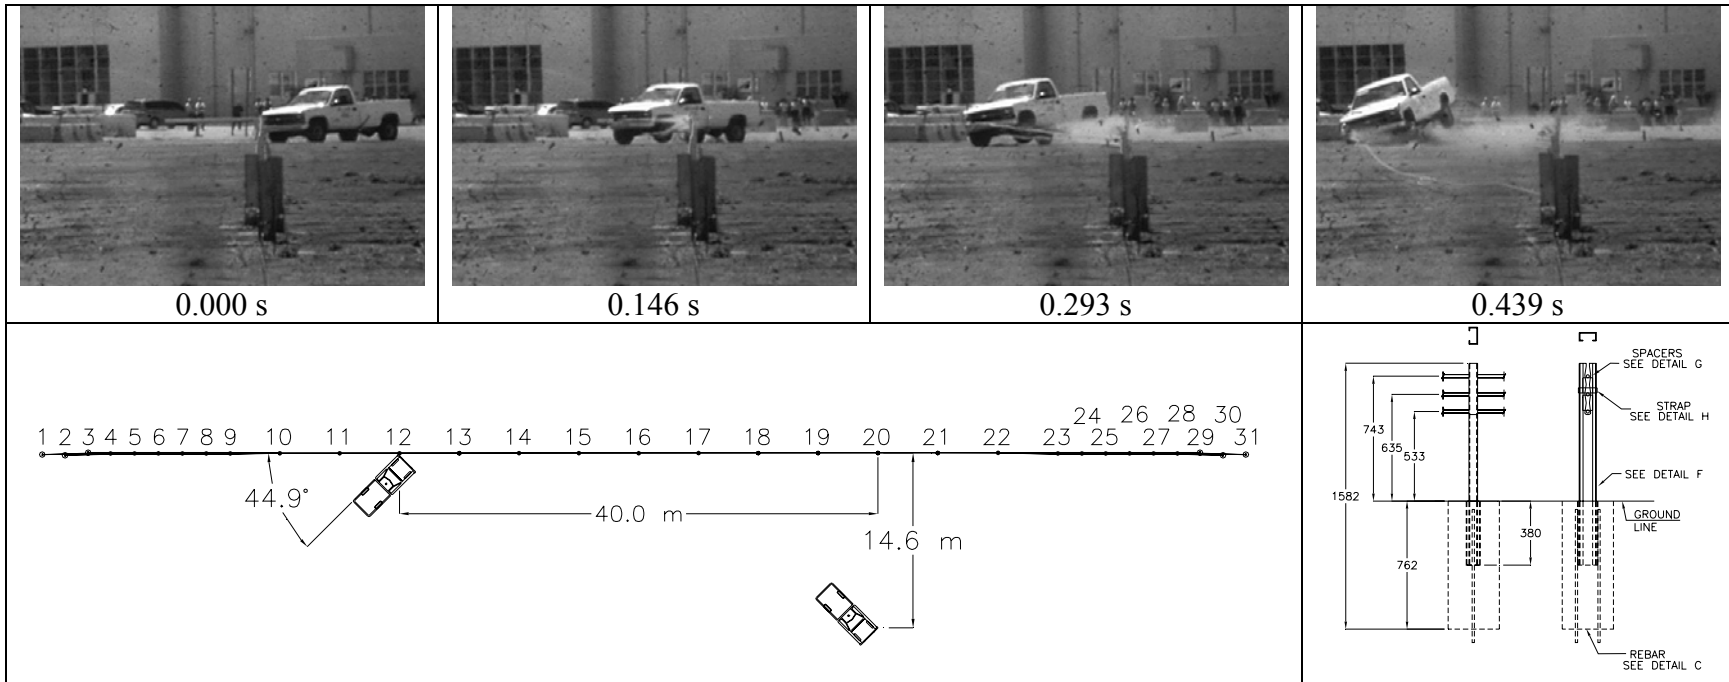 0.000 s
0.146 s
0.293 s
0.439 s
24 26 28 30
1 2 3 4 5 6 7 8 9 10 11 12 13 14 15 16 17 18 19 20 21 22 23 25 27 29 31
44.9°
40.0 m
14.6 m
SPACERS
SEE DETAIL G
STRAP
SEE DETAIL H
743
635
533
SEE DETAIL F
1582
GROUND
LINE
380
762
REBAR
SEE DETAIL C